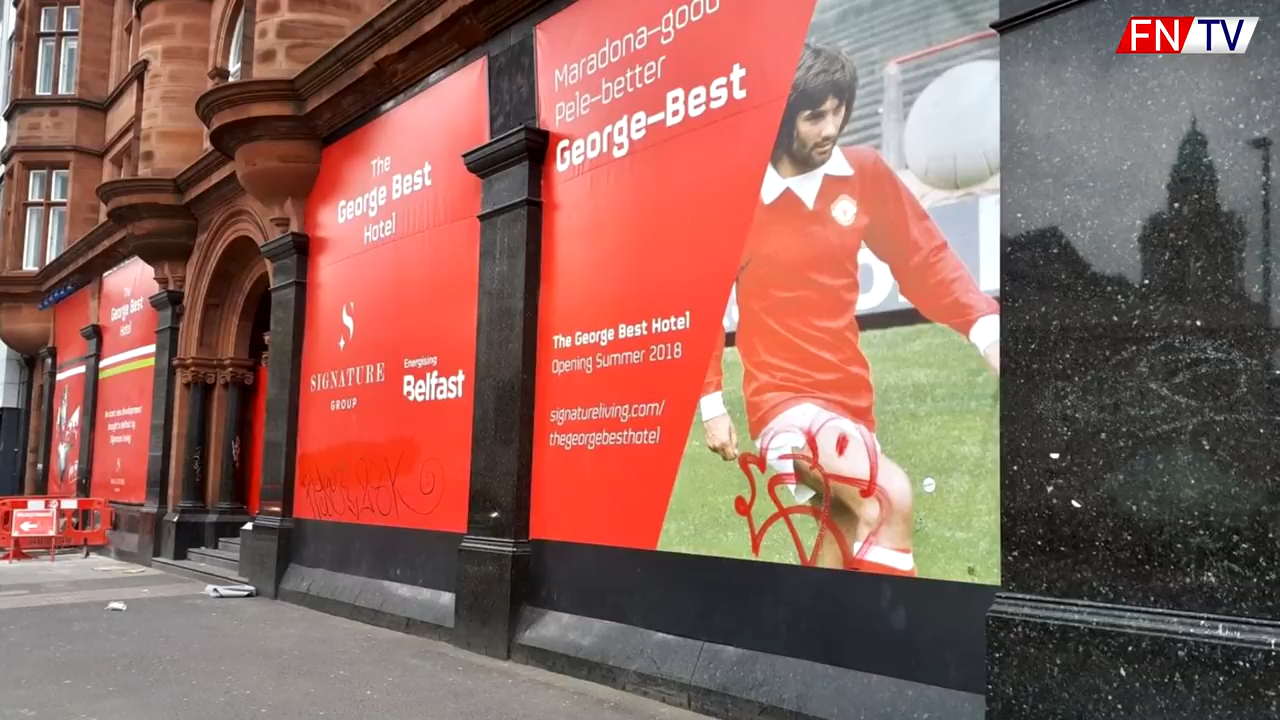 FN TV
Maradona–good
Pele–better
George–Best
The George Best Hotel
Opening Summer 2018
signatureliving.com/
thegeorgebesthotel
The
George Best
Hotel
S
SIGNATURE
GROUP
Energising
Belfast
The
George Best
Hotel